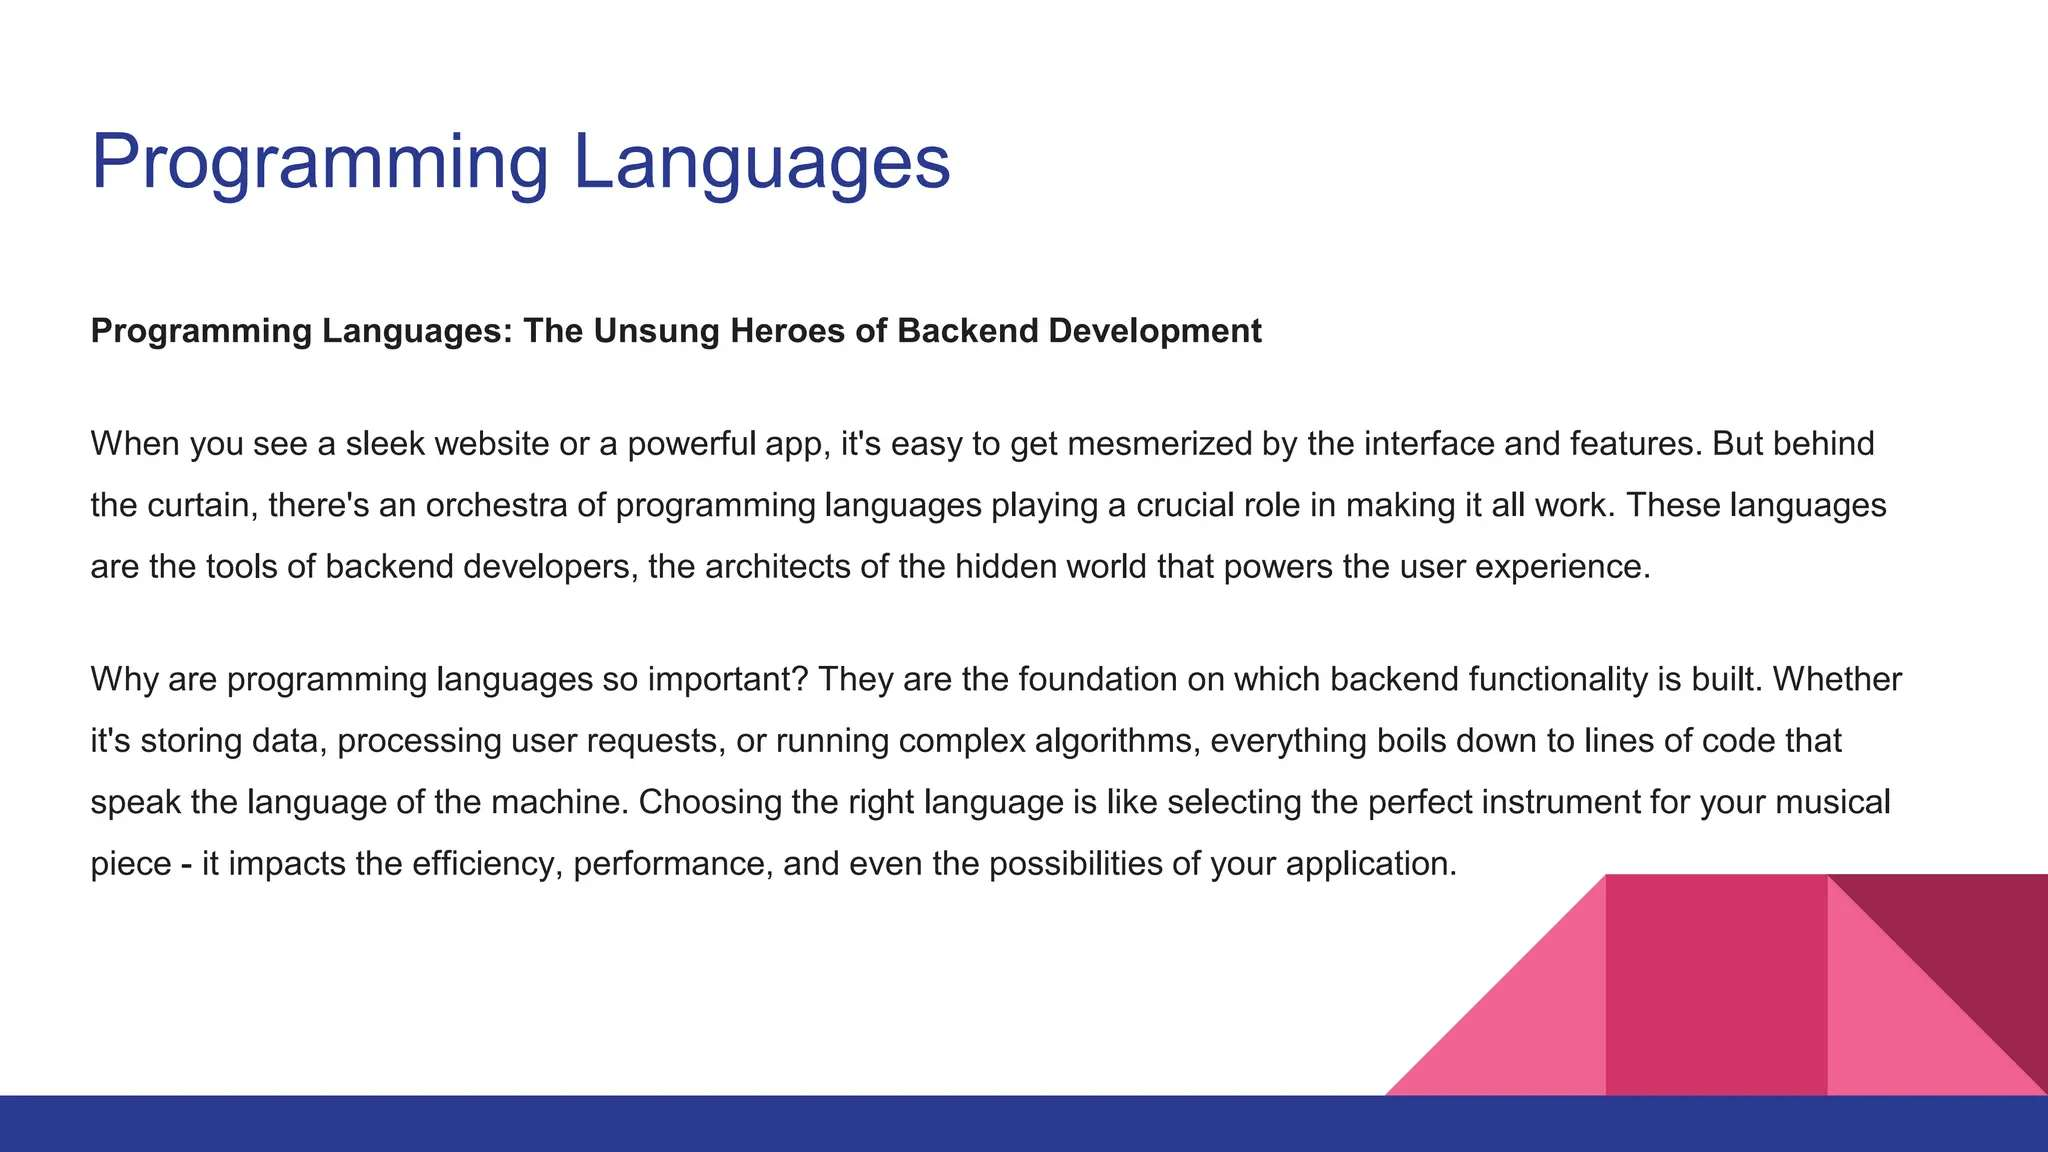 Programming Languages
Programming Languages: The Unsung Heroes of Backend Development
When you see a sleek website or a powerful app, it's easy to get mesmerized by the interface and features. But behind
the curtain, there's an orchestra of programming languages playing a crucial role in making it all work. These languages
are the tools of backend developers, the architects of the hidden world that powers the user experience.
Why are programming languages so important? They are the foundation on which backend functionality is built. Whether
it's storing data, processing user requests, or running complex algorithms, everything boils down to lines of code that
speak the language of the machine. Choosing the right language is like selecting the perfect instrument for your musical
piece - it impacts the efficiency, performance, and even the possibilities of your application.